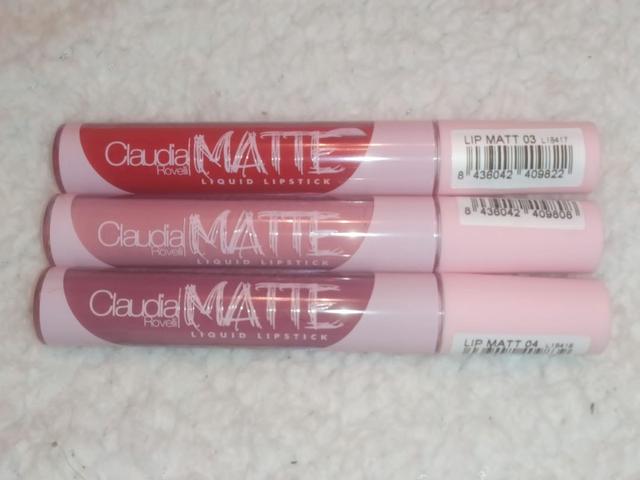 Claudia
Rovelli
MATTE
LIQUID LIPSTICK
LIP MATT 03 L18417
8 436042 409822
Claudia
Rovelli
MATTE
LIQUID LIPSTICK
8 436042 409808
Claudia
Rovelli
MATTE
LIQUID LIPSTICK
LIP MATT 04